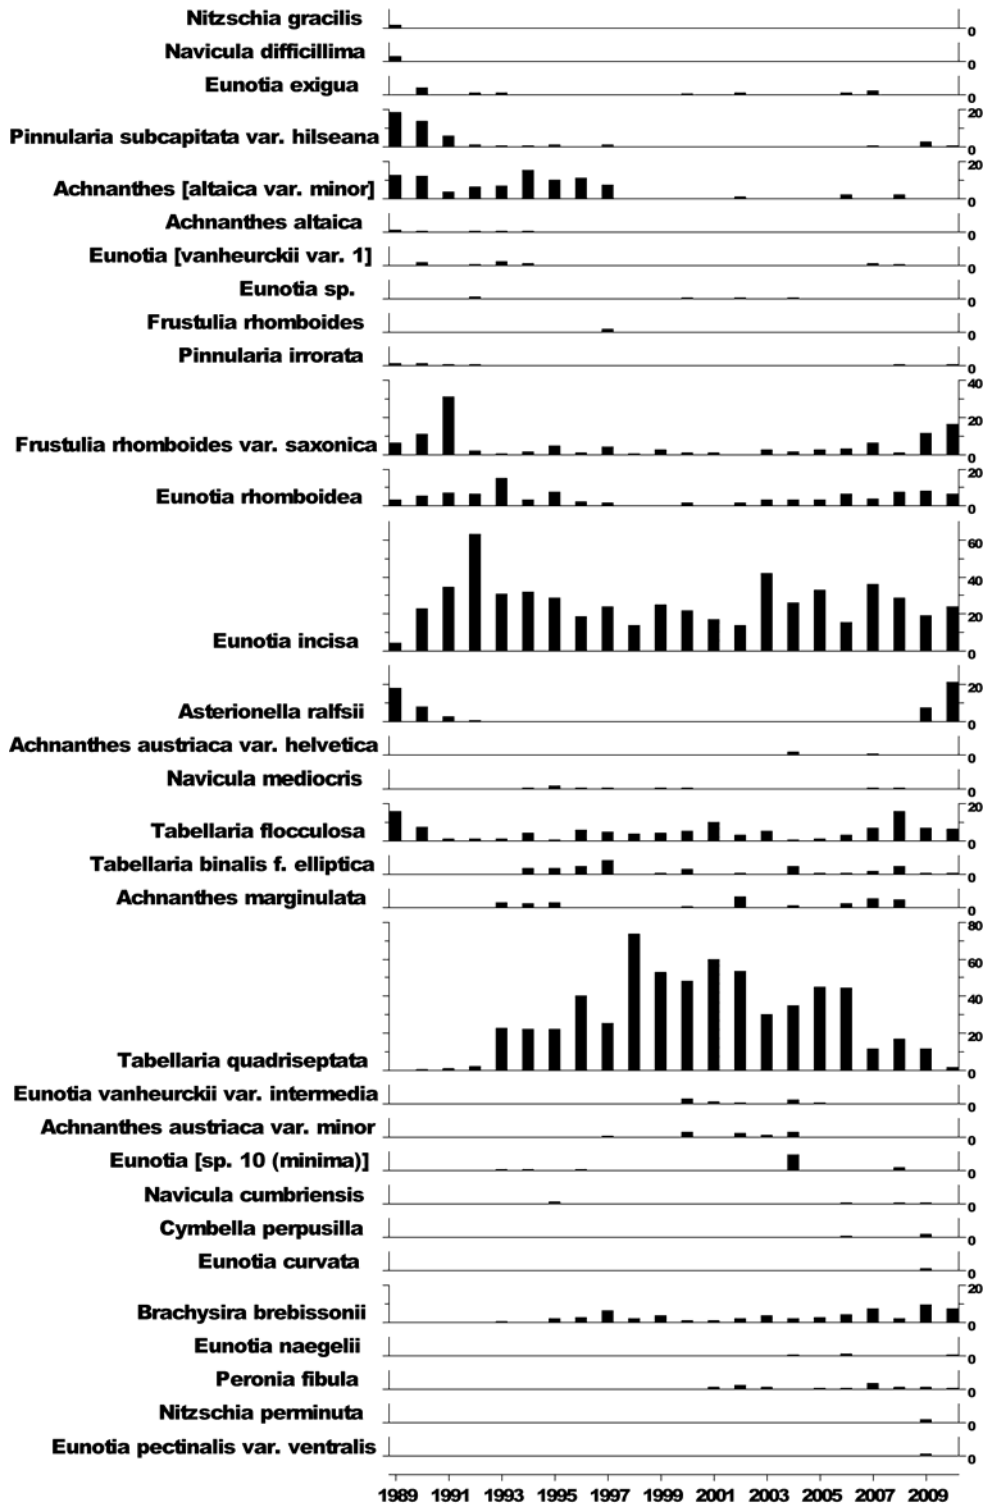 Nitzschia gracilis
0
Navicula difficillima
0
Eunotia exigua
0
20
Pinnularia subcapitata var. hilseana
0
20
Achnanthes [altaica var. minor]
0
Achnanthes altaica
0
Eunotia [vanheurckii var. 1]
0
Eunotia sp.
0
Frustulia rhomboides
0
Pinnularia irrorata
0
40
20
Frustulia rhomboides var. saxonica
0
20
Eunotia rhomboidea
0
60
40
20
Eunotia incisa
0
20
Asterionella ralfsii
0
Achnanthes austriaca var. helvetica
0
Navicula mediocris
0
20
Tabellaria flocculosa
0
Tabellaria binalis f. elliptica
0
Achnanthes marginulata
0
80
60
40
20
Tabellaria quadriseptata
0
Eunotia vanheurckii var. intermedia
0
Achnanthes austriaca var. minor
0
Eunotia [sp. 10 (minima)]
0
Navicula cumbriensis
0
Cymbella perpusilla
0
Eunotia curvata
0
20
Brachysira brebissonii
0
Eunotia naegelii
0
Peronia fibula
0
Nitzschia perminuta
0
Eunotia pectinalis var. ventralis
0
1989 1991 1993 1995 1997 1999 2001 2003 2005 2007 2009